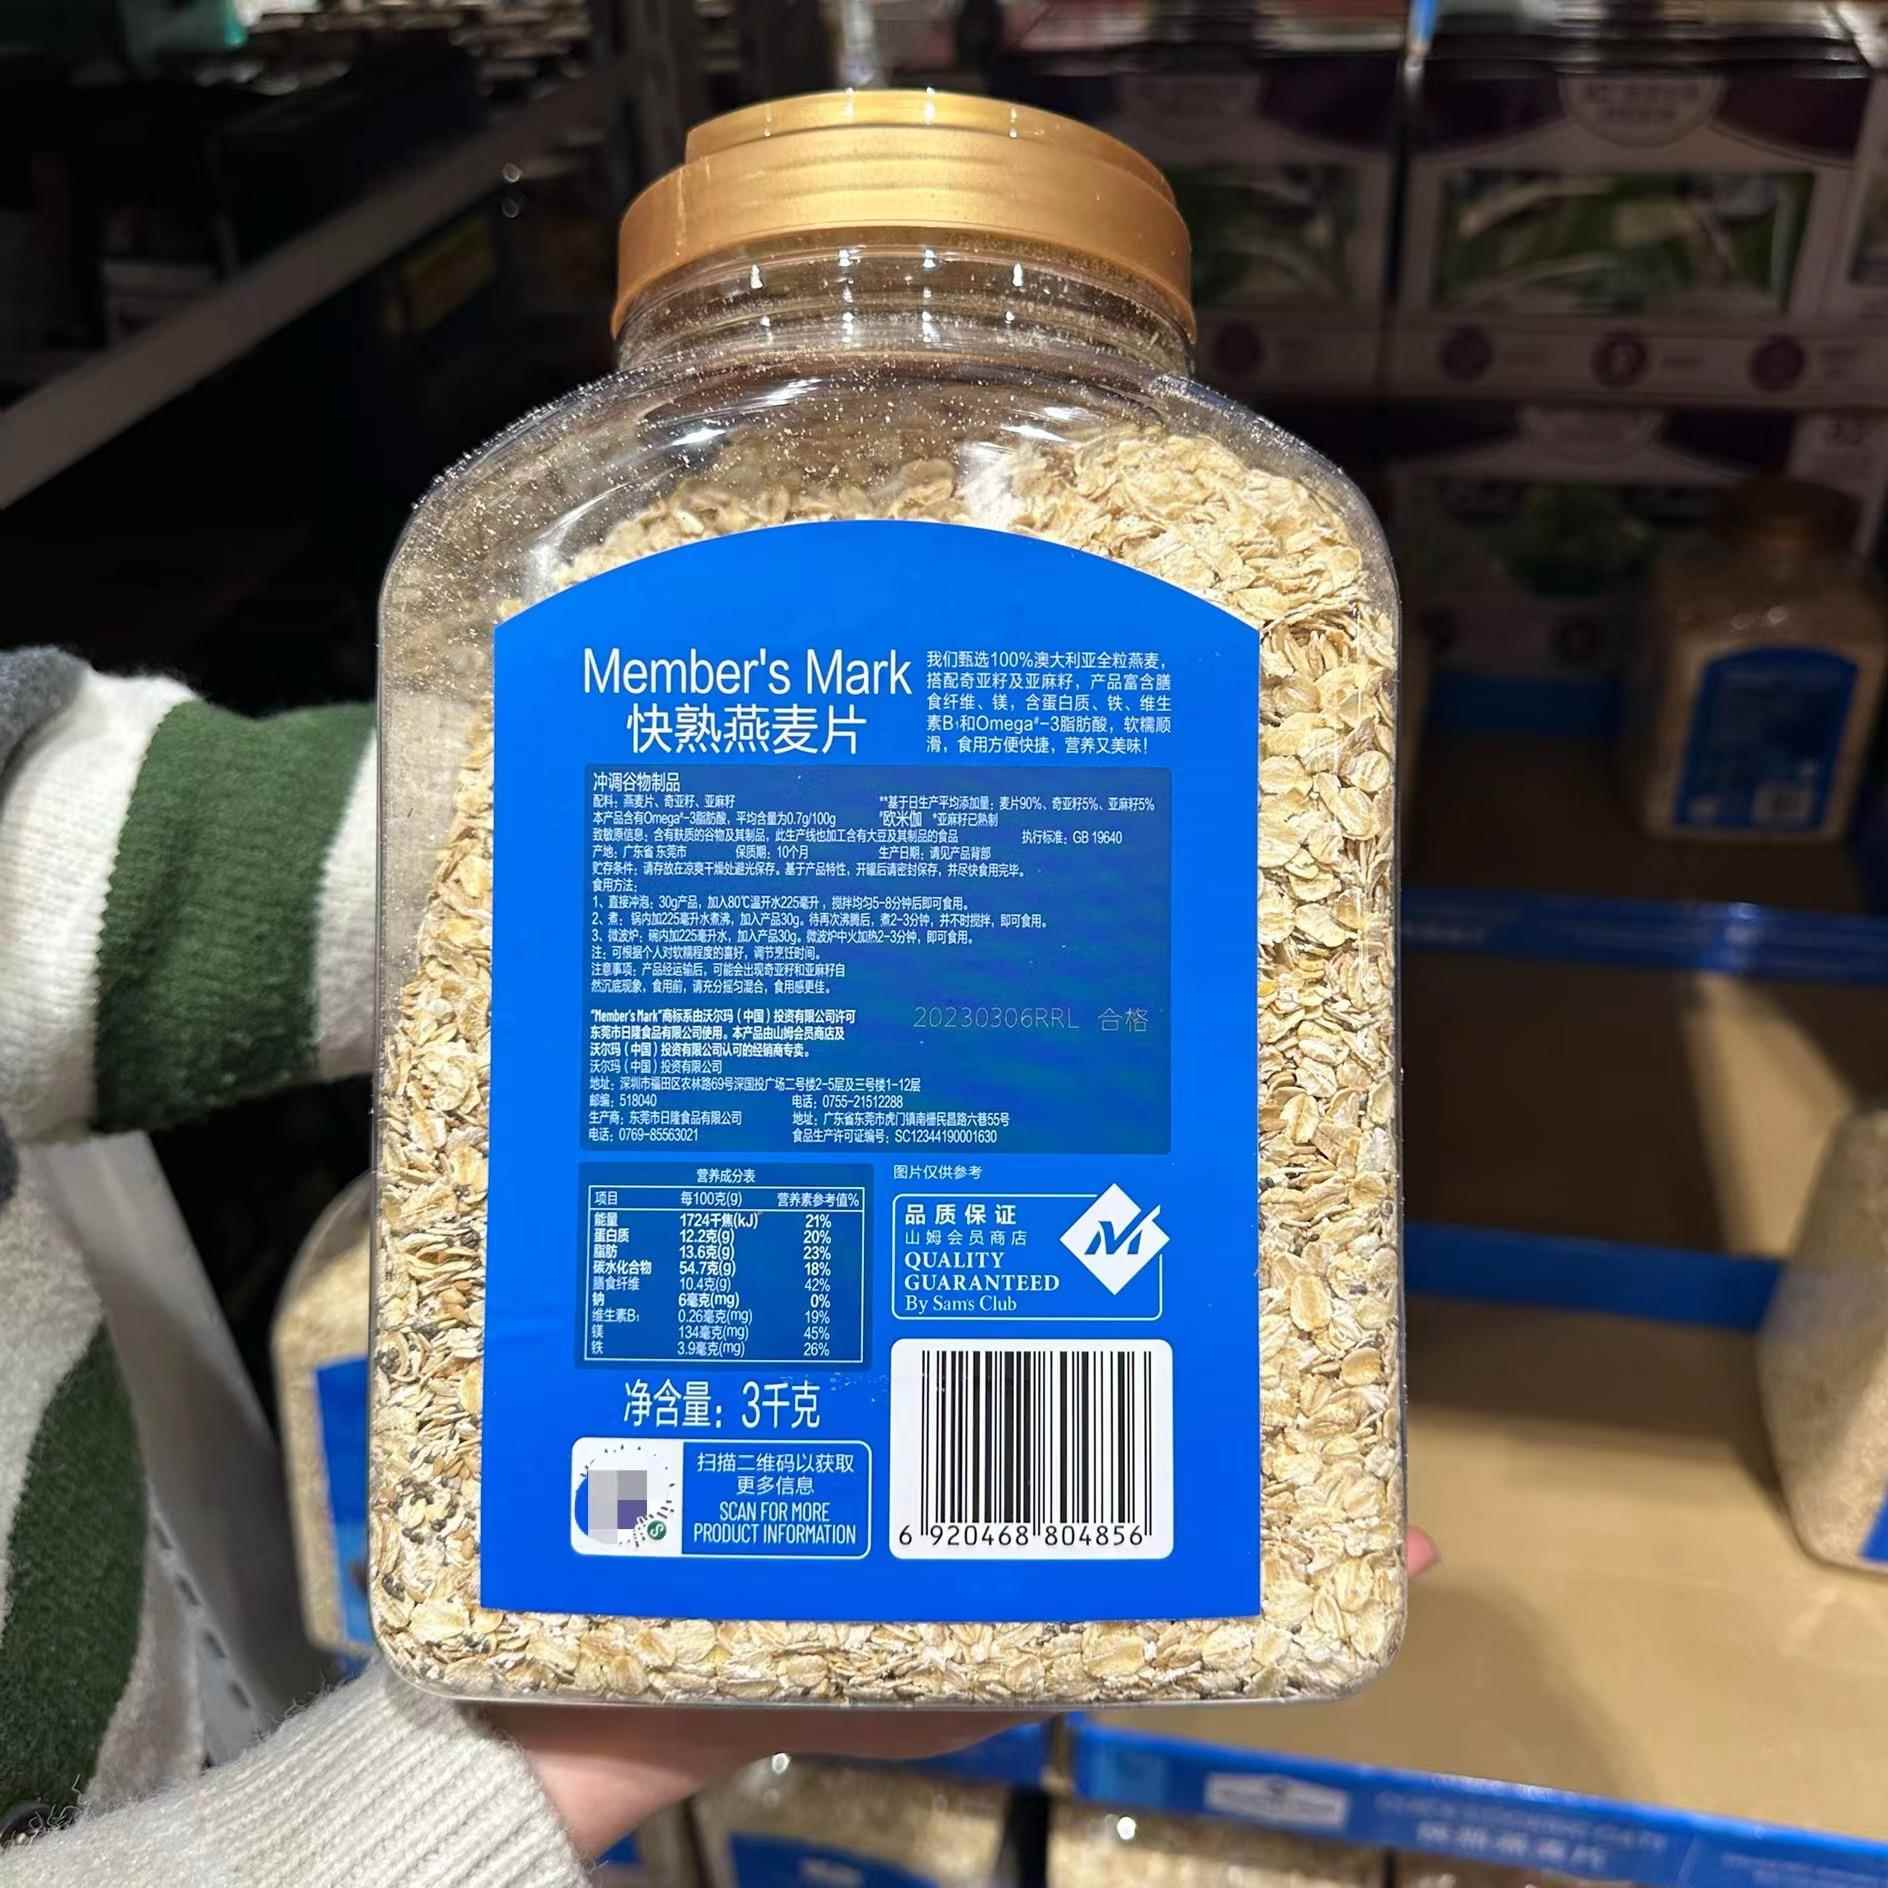 Member's Mark
快熟燕麦片
我们甄选100%澳大利亚全粒燕麦，
搭配奇亚籽及亚麻籽，产品富含膳
食纤维、镁，含蛋白质、铁、维生
素B₁和Omega#-3脂肪酸，软糯顺
滑，食用方便快捷，营养又美味！
冲调谷物制品
配料：燕麦片、奇亚籽、亚麻籽 **基于日生产平均添加量：麦片90%、奇亚籽5%、亚麻籽5%
本产品含有Omega#-3脂肪酸，平均含量为0.7g/100g #欧米伽 *亚麻籽已熟制
致敏原信息：含有麸质的谷物及其制品，此生产线也加工含有大豆及其制品的食品 执行标准：GB 19640
产地：广东省东莞市 保质期：10个月 生产日期：请见产品背部
贮存条件：请存放在凉爽干燥处避光保存。基于产品特性，开罐后请密封保存，并尽快食用完毕。
食用方法：
1、直接冲泡：30g产品，加入80℃温开水225毫升，搅拌均匀5-8分钟后即可食用。
2、煮：锅内加225毫升水煮沸，加入产品30g。待再次沸腾后，煮2-3分钟，并不时搅拌，即可食用。
3、微波炉：碗内加225毫升水，加入产品30g。微波炉中火加热2-3分钟，即可食用。
注：可根据个人对软糯程度的喜好，调节烹饪时间。
注意事项：产品经运输后，可能会出现奇亚籽和亚麻籽自
然沉底现象，食用前，请充分摇匀混合，食用感更佳。
20230306RRL 合格
"Member's Mark"商标系由沃尔玛（中国）投资有限公司许可
东莞市日隆食品有限公司使用。本产品由山姆会员商店及
沃尔玛（中国）投资有限公司认可的经销商专卖。
沃尔玛（中国）投资有限公司
地址：深圳市福田区农林路69号深国投广场二号楼2-5层及三号楼1-12层
邮编：518040 电话：0755-21512288
生产商：东莞市日隆食品有限公司 地址：广东省东莞市虎门镇南栅民昌路六巷55号
电话：0769-85563021 食品生产许可证编号：SC12344190001630
营养成分表
项目 每100克(g) 营养素参考值%
能量 1724千焦(kJ) 21%
蛋白质 12.2克(g) 20%
脂肪 13.6克(g) 23%
碳水化合物 54.7克(g) 18%
膳食纤维 10.4克(g) 42%
钠 6毫克(mg) 0%
维生素B₁ 0.26毫克(mg) 19%
镁 134毫克(mg) 45%
铁 3.9毫克(mg) 26%
图片仅供参考
品质保证
山姆会员商店
QUALITY
GUARANTEED
By Sam's Club
净含量：3千克
扫描二维码以获取
更多信息
SCAN FOR MORE
PRODUCT INFORMATION
6 920468 804856